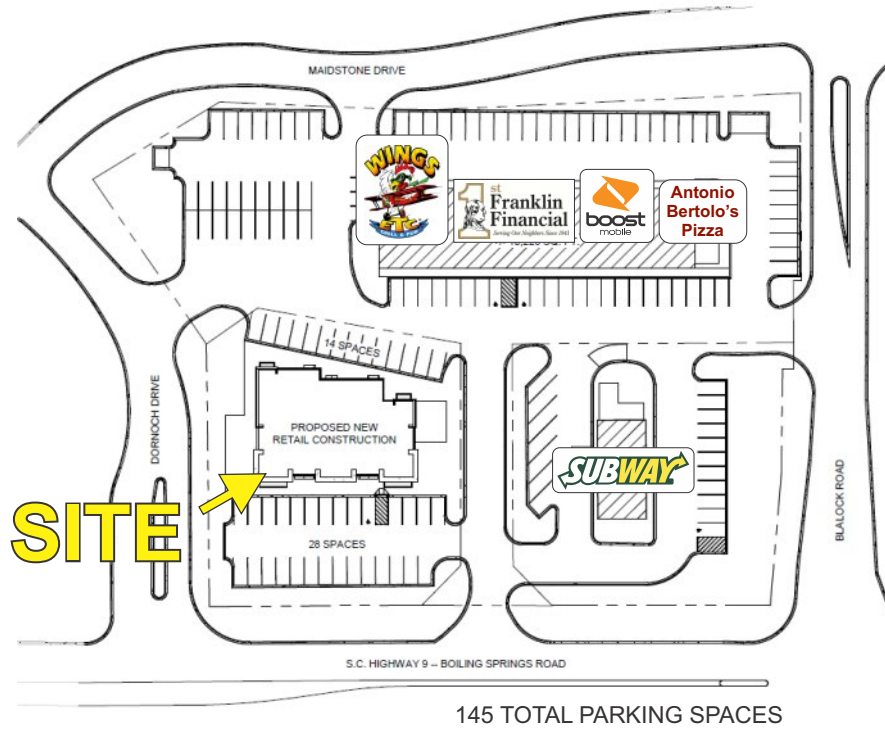 MAIDSTONE DRIVE
WINGS
ETC.
1st
Franklin
Financial
Serving Our Neighbors Since 1941
boost
mobile
Antonio
Bertolo's
Pizza
14 SPACES
PROPOSED NEW
RETAIL CONSTRUCTION
DORNOCH DRIVE
SUBWAY
SITE
28 SPACES
BLALOCK ROAD
S.C. HIGHWAY 9 -- BOILING SPRINGS ROAD
145 TOTAL PARKING SPACES